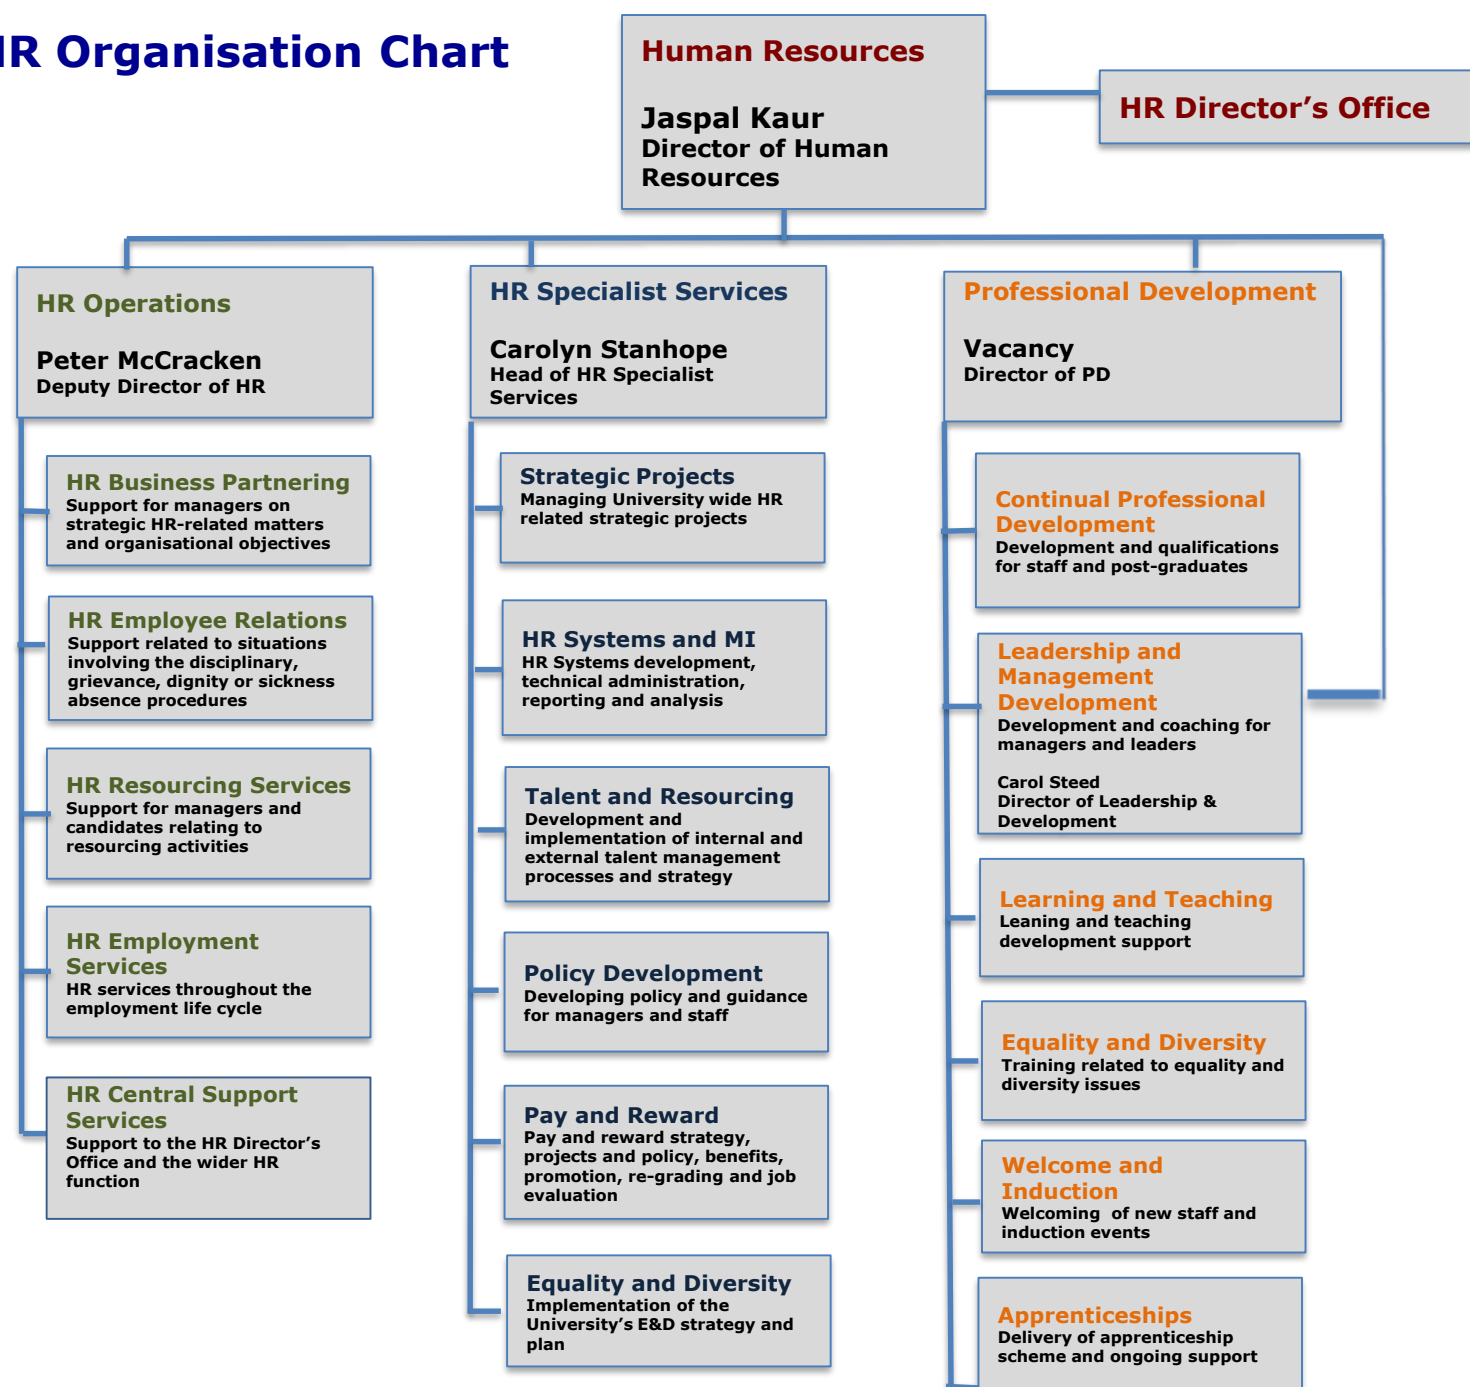 HR Organisation Chart
Human Resources
Jaspal Kaur
Director of Human
Resources
HR Director’s Office
HR Operations
Peter McCracken
Deputy Director of HR
HR Business Partnering
Support for managers on
strategic HR-related matters
and organisational objectives
HR Employee Relations
Support related to situations
involving the disciplinary,
grievance, dignity or sickness
absence procedures
HR Resourcing Services
Support for managers and
candidates relating to
resourcing activities
HR Employment
Services
HR services throughout the
employment life cycle
HR Central Support
Services
Support to the HR Director’s
Office and the wider HR
function
HR Specialist Services
Carolyn Stanhope
Head of HR Specialist
Services
Strategic Projects
Managing University wide HR
related strategic projects
HR Systems and MI
HR Systems development,
technical administration,
reporting and analysis
Talent and Resourcing
Development and
implementation of internal and
external talent management
processes and strategy
Policy Development
Developing policy and guidance
for managers and staff
Pay and Reward
Pay and reward strategy,
projects and policy, benefits,
promotion, re-grading and job
evaluation
Equality and Diversity
Implementation of the
University’s E&D strategy and
plan
Professional Development
Vacancy
Director of PD
Continual Professional
Development
Development and qualifications
for staff and post-graduates
Leadership and
Management
Development
Development and coaching for
managers and leaders
Carol Steed
Director of Leadership &
Development
Learning and Teaching
Leaning and teaching
development support
Equality and Diversity
Training related to equality and
diversity issues
Welcome and
Induction
Welcoming  of new staff and
induction events
Apprenticeships
Delivery of apprenticeship
scheme and ongoing support